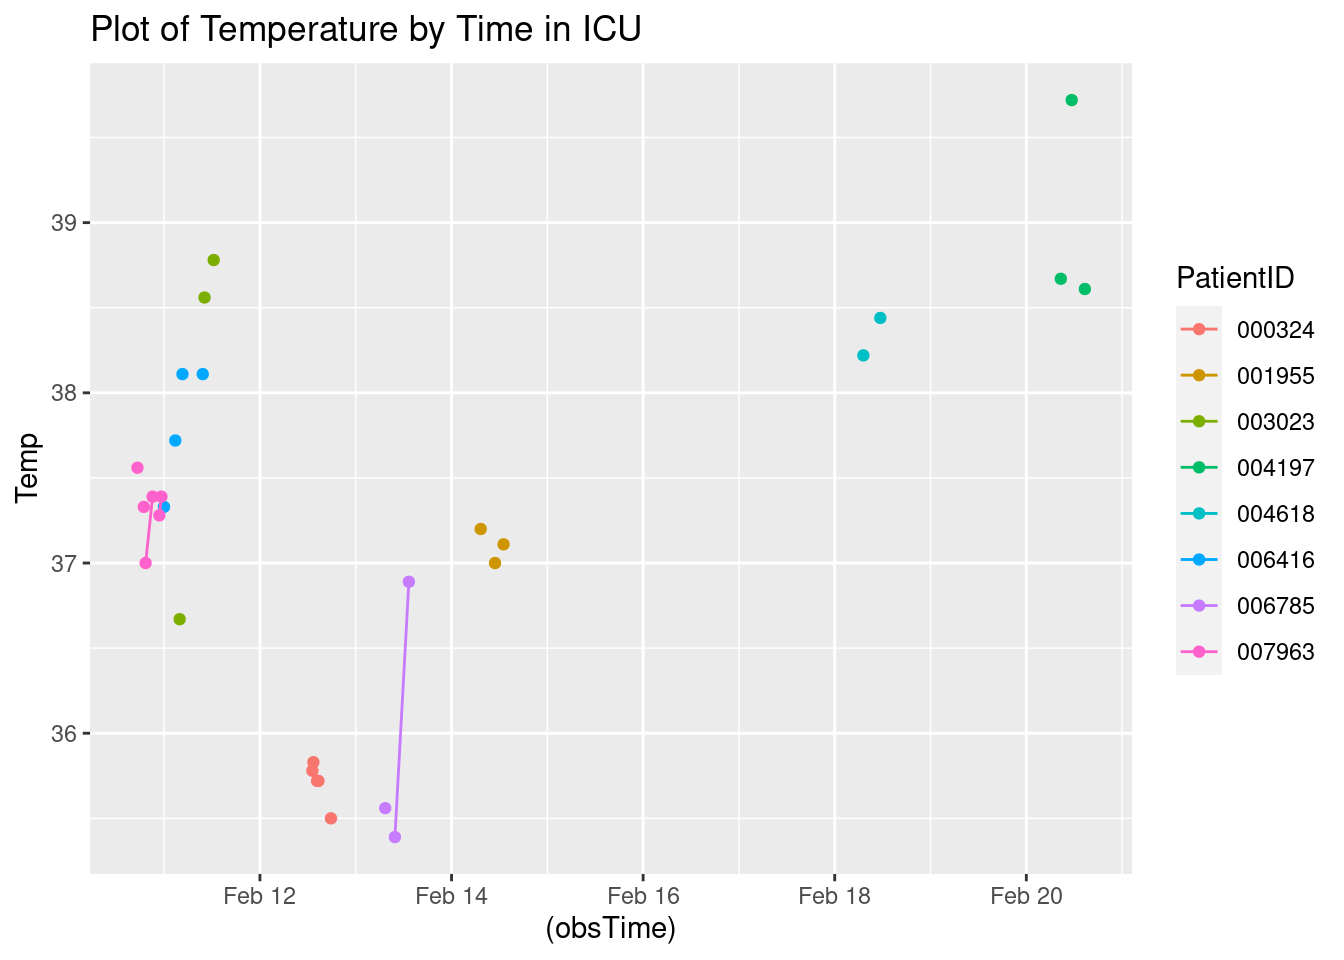 Plot of Temperature by Time in ICU
39
38
37
36
Temp
Feb 12
Feb 14
Feb 16
Feb 18
Feb 20
(obsTime)
PatientID
000324
001955
003023
004197
004618
006416
006785
007963